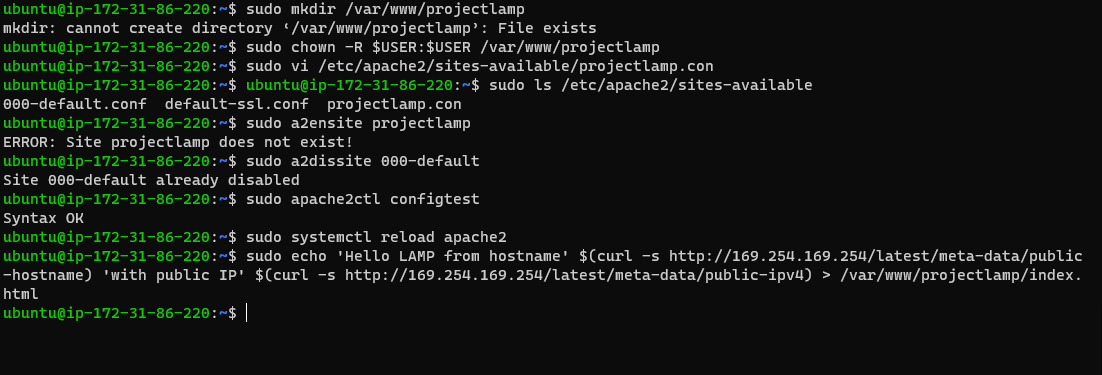 ubuntu@ip-172-31-86-220:~$ sudo mkdir /var/www/projectlamp
mkdir: cannot create directory ‘/var/www/projectlamp’: File exists
ubuntu@ip-172-31-86-220:~$ sudo chown -R $USER:$USER /var/www/projectlamp
ubuntu@ip-172-31-86-220:~$ sudo vi /etc/apache2/sites-available/projectlamp.con
ubuntu@ip-172-31-86-220:~$ ubuntu@ip-172-31-86-220:~$ sudo ls /etc/apache2/sites-available
000-default.conf  default-ssl.conf  projectlamp.con
ubuntu@ip-172-31-86-220:~$ sudo a2ensite projectlamp
ERROR: Site projectlamp does not exist!
ubuntu@ip-172-31-86-220:~$ sudo a2dissite 000-default
Site 000-default already disabled
ubuntu@ip-172-31-86-220:~$ sudo apache2ctl configtest
Syntax OK
ubuntu@ip-172-31-86-220:~$ sudo systemctl reload apache2
ubuntu@ip-172-31-86-220:~$ sudo echo 'Hello LAMP from hostname' $(curl -s http://169.254.169.254/latest/meta-data/public
-hostname) 'with public IP' $(curl -s http://169.254.169.254/latest/meta-data/public-ipv4) > /var/www/projectlamp/index.
html
ubuntu@ip-172-31-86-220:~$